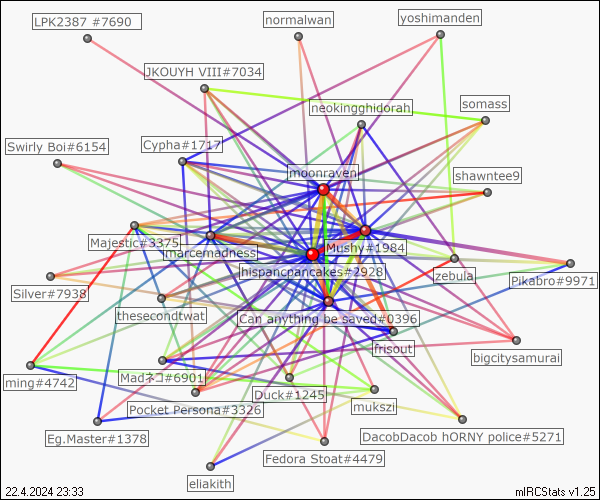 LPK2387 #7690
normalwan
yoshimanden
JKOUYH VIII#7034
neokingghidorah
somass
Swirly Boi#6154
Cypha#1717
moonraven
shawntee9
Majestic#3375
marcemadness
Mushy#1984
hispancpancakes#2928
zebula
Pikabro#9971
Silver#7938
thesecondtwat
Can anything be saved#0396
frisout
bigcitysamurai
ming#4742
Madネコ#6901
Duck#1245
Pocket Persona#3326
mukszi
Eg.Master#1378
DacobDacob hORNY police#5271
Fedora Stoat#4479
eliakith
22.4.2024 23:33
mIRCStats v1.25